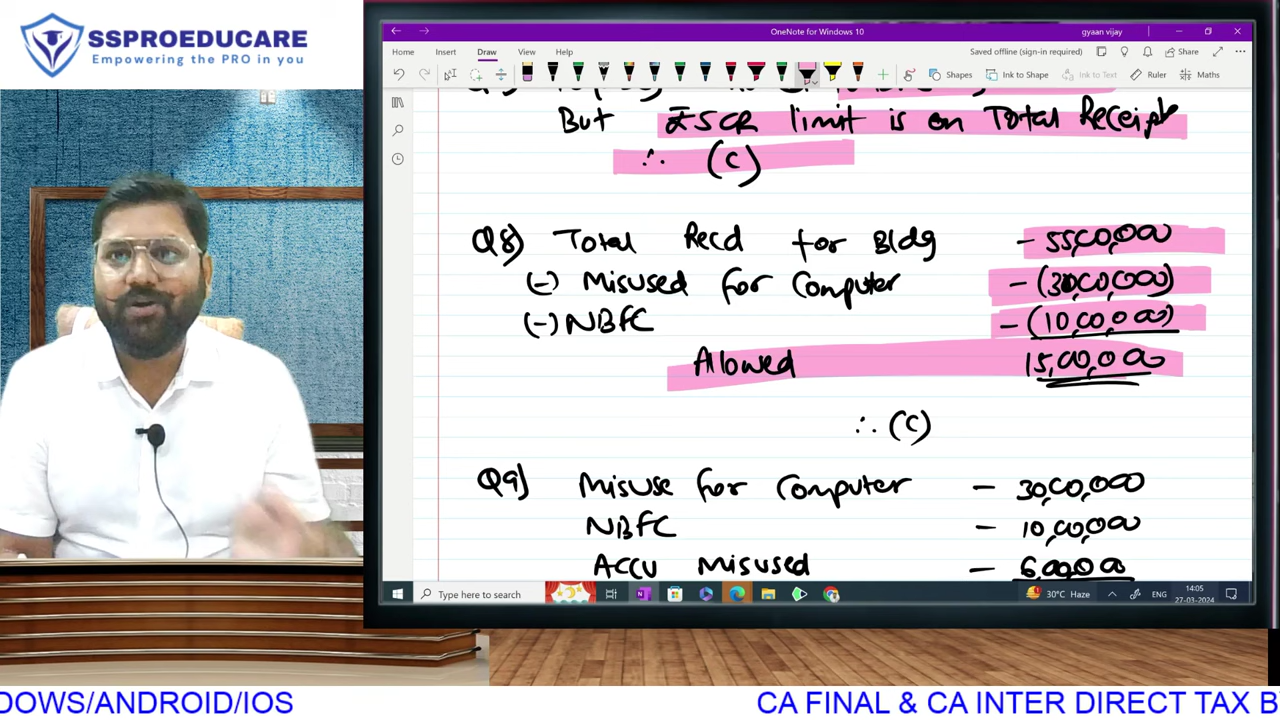 SSPROEDUCARE
Empowering the PRO in you
OneNote for Windows 10
gyaan vijay
Home Insert Draw View Help
Saved offline (sign-in required)
Share
Shapes
Ink to Shape
Ink to Text
Ruler
Maths
But ₹5CR limit is on Total Receipt
∴ (C)
Q8) Total Recd for Bldg - 55,00,000
(-) Misused for Computer - (30,00,000)
(-) NBFC - (10,00,000)
Allowed 15,00,000
∴ (C)
Q9) Misuse for Computer - 30,00,000
NBFC - 10,00,000
ACCU misused - 6,00,000
Type here to search
30°C Haze
ENG
14:05
27-03-2024
DOWS/ANDROID/IOS
CA FINAL & CA INTER DIRECT TAX B